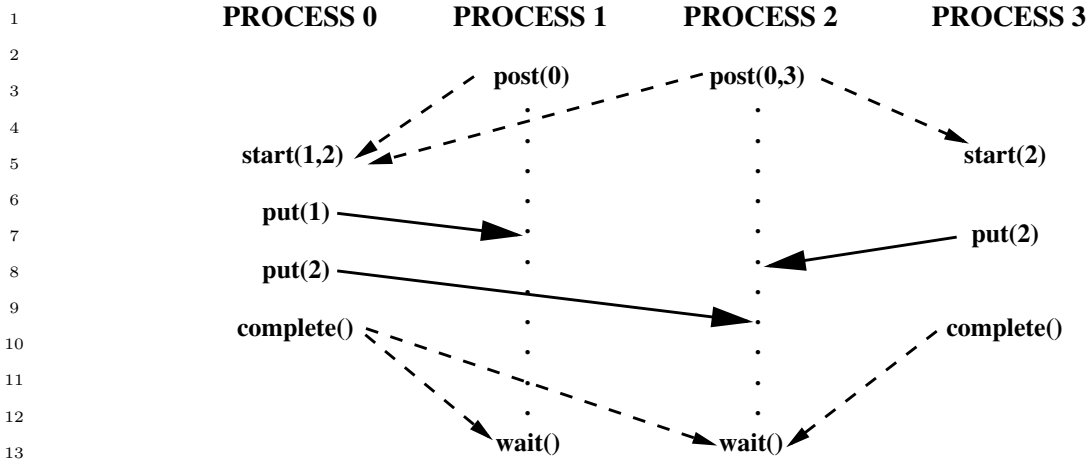 1 PROCESS 0 PROCESS 1 PROCESS 2 PROCESS 3
2
post(0) post(0,3)
3
4
start(1,2) start(2)
5
6
put(1)
7 put(2)
8 put(2)
9
complete() complete()
10
11
12
13 wait() wait()